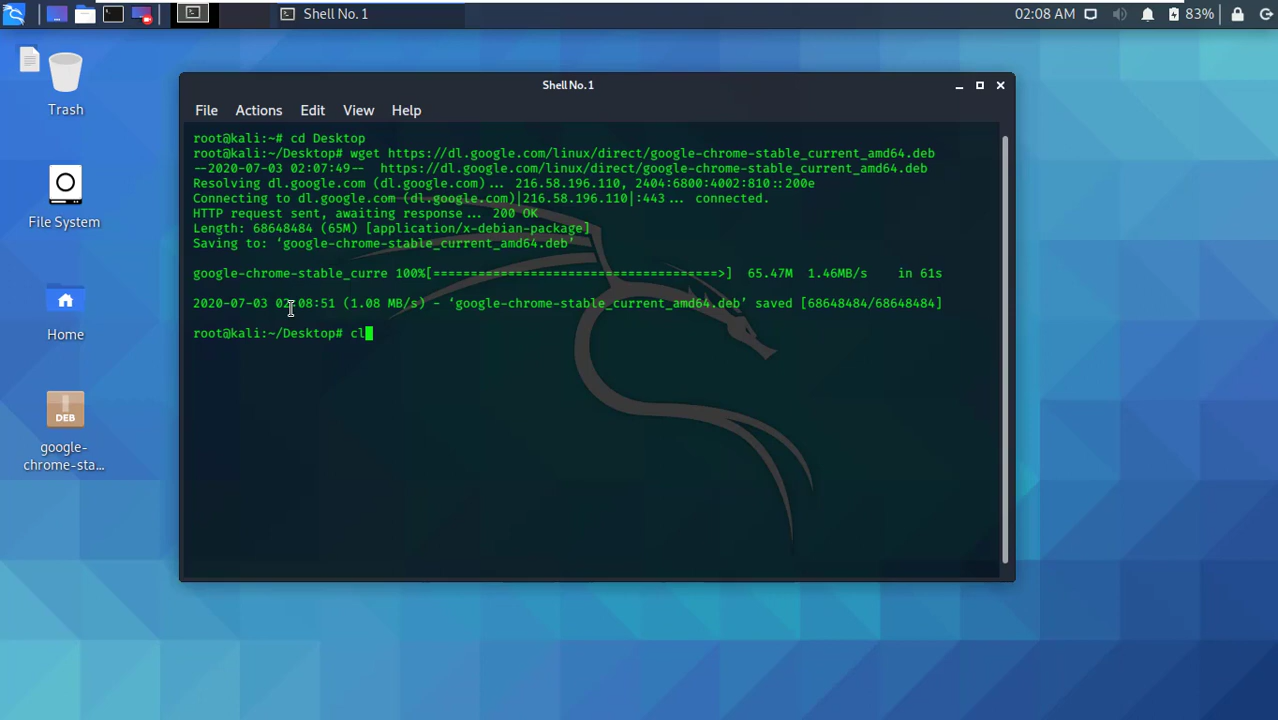 Shell No. 1
02:08 AM
83%
Trash
File System
Home
DEB
google-
chrome-sta...
Shell No. 1
File Actions Edit View Help
root@kali:~# cd Desktop
root@kali:~/Desktop# wget https://dl.google.com/linux/direct/google-chrome-stable_current_amd64.deb
--2020-07-03 02:07:49-- https://dl.google.com/linux/direct/google-chrome-stable_current_amd64.deb
Resolving dl.google.com (dl.google.com)... 216.58.196.110, 2404:6800:4002:810::200e
Connecting to dl.google.com (dl.google.com)|216.58.196.110|:443... connected.
HTTP request sent, awaiting response... 200 OK
Length: 68648484 (65M) [application/x-debian-package]
Saving to: ‘google-chrome-stable_current_amd64.deb’
google-chrome-stable_curre 100%[======================================>] 65.47M 1.46MB/s in 61s
2020-07-03 02:08:51 (1.08 MB/s) - ‘google-chrome-stable_current_amd64.deb’ saved [68648484/68648484]
root@kali:~/Desktop# cl